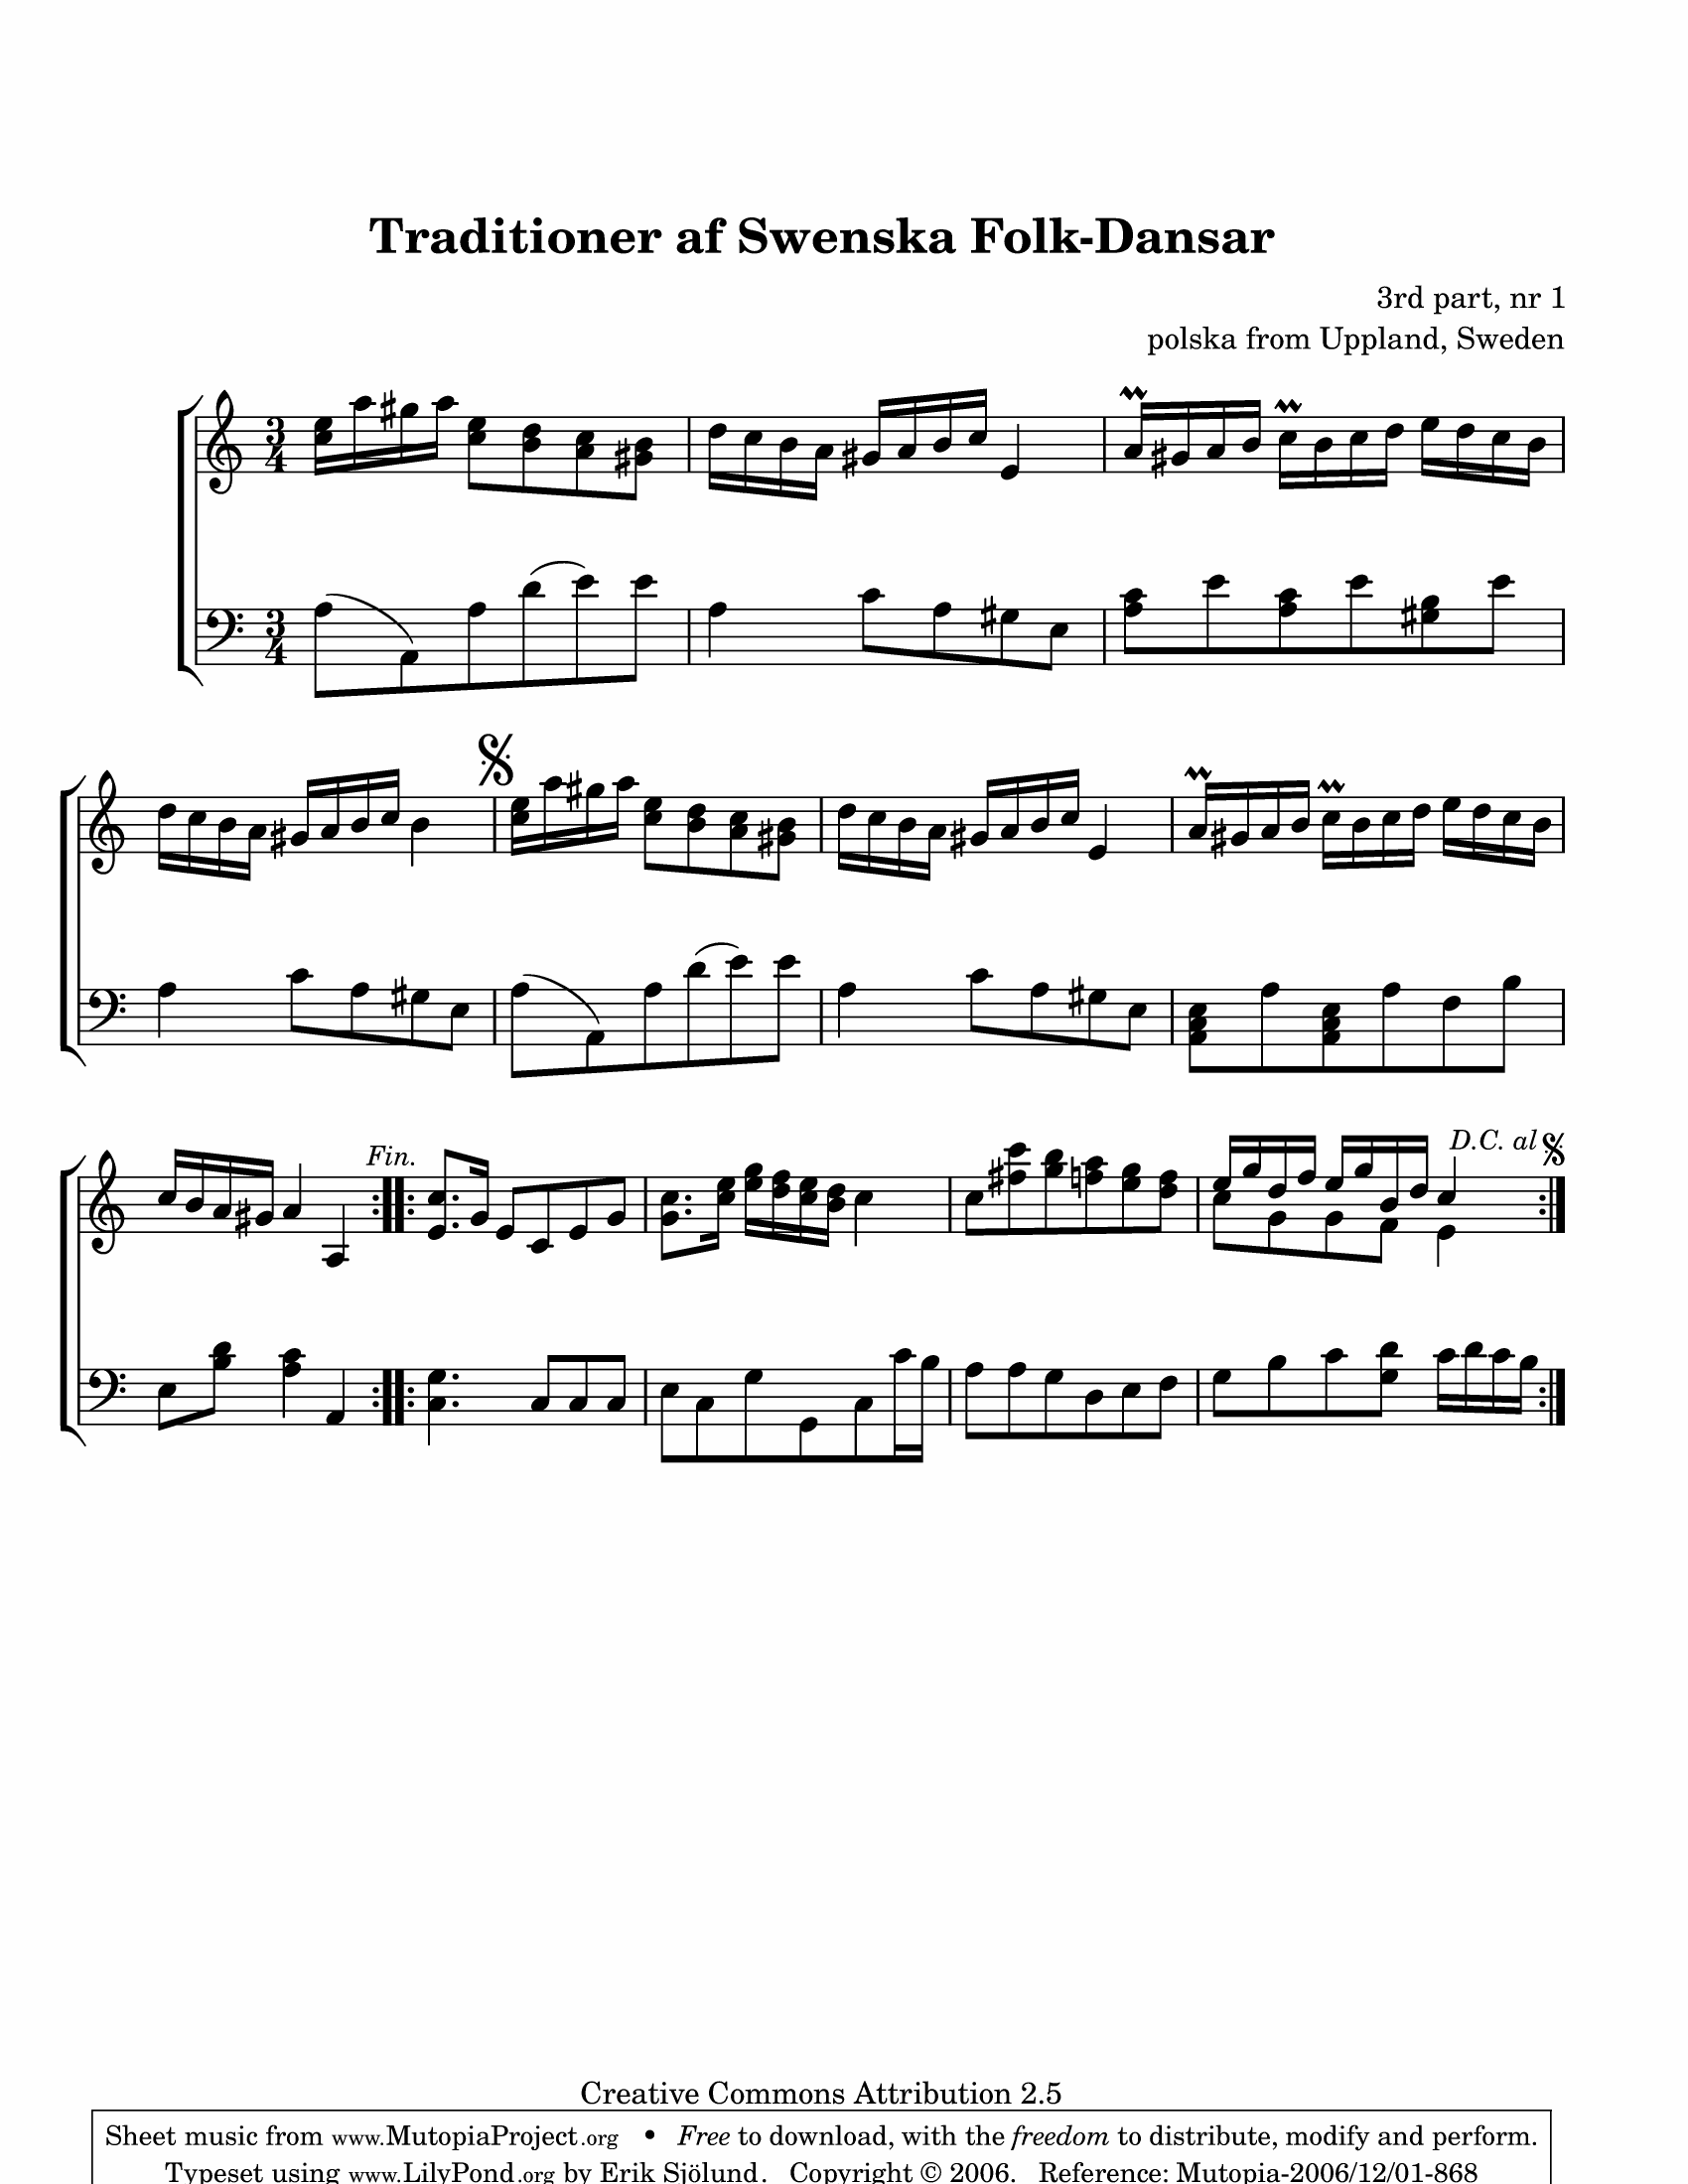 Traditioner af Swenska Folk-Dansar
3rd part, nr 1
polska from Uppland, Sweden
3
4
3
4
Fin.
D.C. al
Creative Commons Attribution 2.5
Sheet music from www.MutopiaProject.org • Free to download, with the freedom to distribute, modify and perform.
Typeset using www.LilyPond.org by Erik Sjölund. Copyright © 2006. Reference: Mutopia-2006/12/01-868